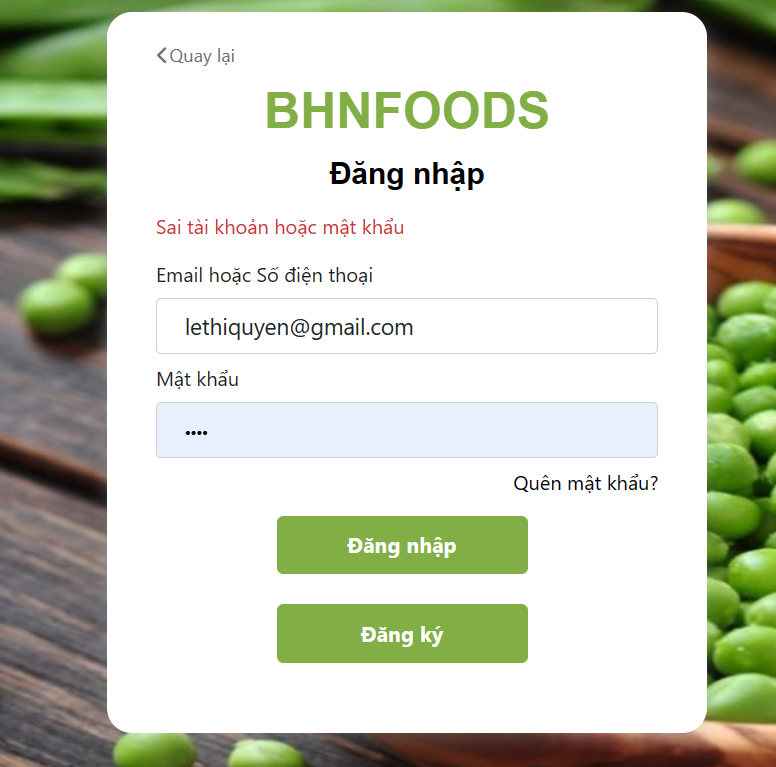 Quay lại
BHNFOODS
Đăng nhập
Sai tài khoản hoặc mật khẩu
Email hoặc Số điện thoại
lethiquyen@gmail.com
Mật khẩu
••••
Quên mật khẩu?
Đăng nhập
Đăng ký